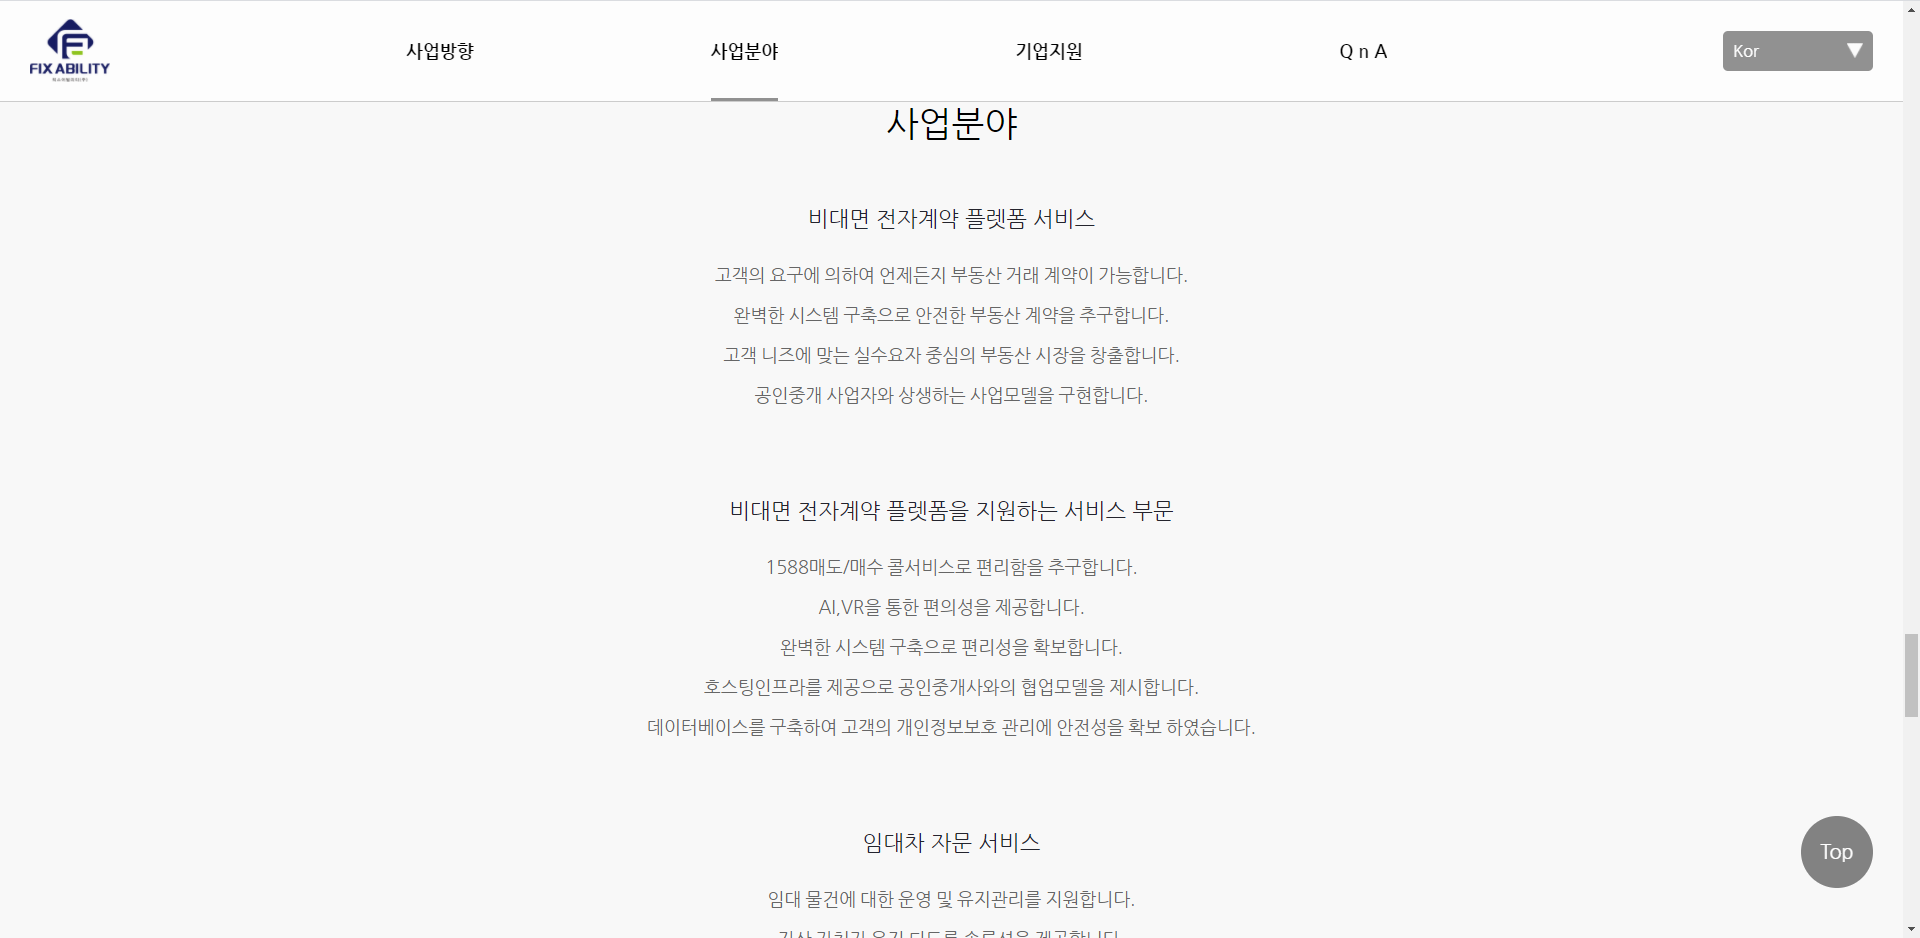 FIXABILITY
사업방향
사업분야
기업지원
Q n A
Kor
사업분야
비대면 전자계약 플렛폼 서비스
고객의 요구에 의하여 언제든지 부동산 거래 계약이 가능합니다.
완벽한 시스템 구축으로 안전한 부동산 계약을 추구합니다.
고객 니즈에 맞는 실수요자 중심의 부동산 시장을 창출합니다.
공인중개 사업자와 상생하는 사업모델을 구현합니다.
비대면 전자계약 플렛폼을 지원하는 서비스 부문
1588매도/매수 콜서비스로 편리함을 추구합니다.
AI,VR을 통한 편의성을 제공합니다.
완벽한 시스템 구축으로 편리성을 확보합니다.
호스팅인프라를 제공으로 공인중개사와의 협업모델을 제시합니다.
데이터베이스를 구축하여 고객의 개인정보보호 관리에 안전성을 확보 하였습니다.
임대차 자문 서비스
임대 물건에 대한 운영 및 유지관리를 지원합니다.
Top